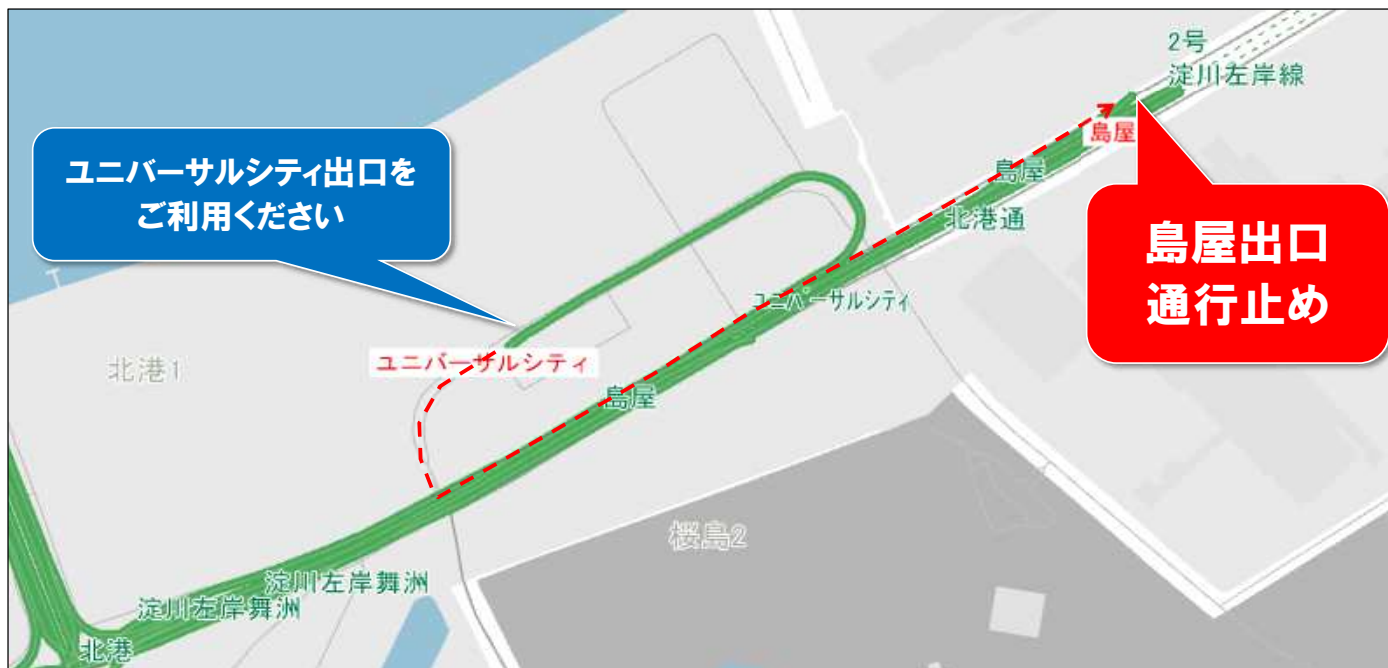 2号
淀川左岸線
島屋
ユニバーサルシティ出口を
ご利用ください
島屋
北港通
島屋出口
通行止め
ユニバーサルシティ
ユニバーサルシティ
北港1
島屋
桜島2
淀川左岸舞洲
淀川左岸舞洲
北港